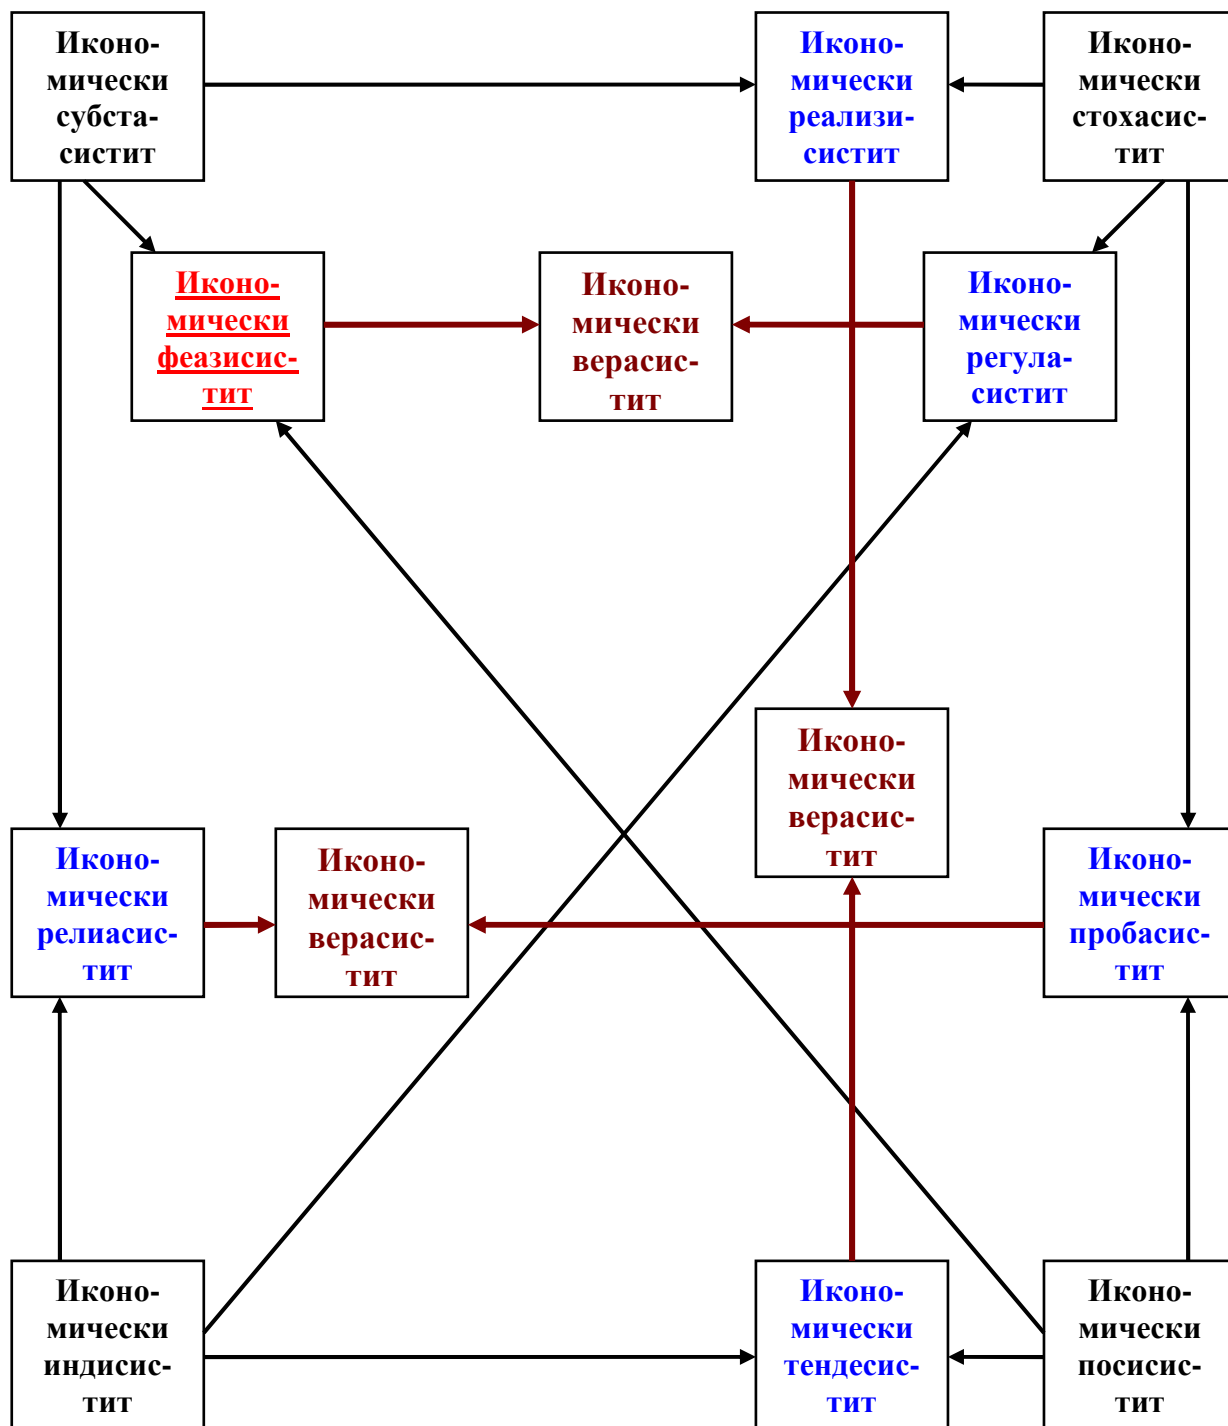 Иконо-
мически
субста-
систит
Иконо-
мически
реализи-
систит
Иконо-
мически
стохасис-
тит
Иконо-
мически
феазисис-
тит
Иконо-
мически
верасис-
тит
Иконо-
мически
регула-
систит
Иконо-
мически
верасис-
тит
Иконо-
мически
релиасис-
тит
Иконо-
мически
верасис-
тит
Иконо-
мически
пробасис-
тит
Иконо-
мически
индисис-
тит
Иконо-
мически
тендесис-
тит
Иконо-
мически
посисис-
тит